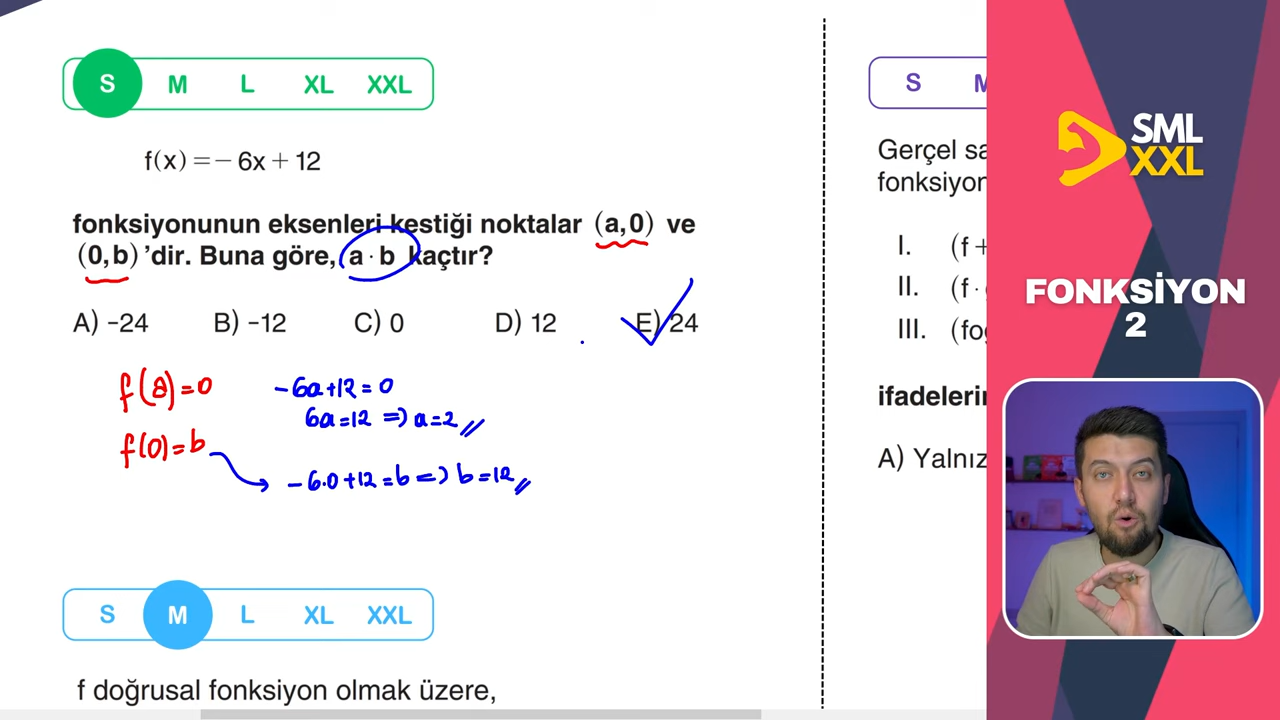 S M L XL XXL
f(x) = − 6x + 12
fonksiyonunun eksenleri kestiği noktalar (a,0) ve
(0,b) 'dir. Buna göre, a · b kaçtır?
A) −24 B) −12 C) 0 D) 12 E) 24
f(a)=0
f(0)=b
-6a+12=0
6a=12 => a=2
-6.0+12=b => b=12
S M L XL XXL
f doğrusal fonksiyon olmak üzere,
S M
Gerçel sa
fonksiyon
I. (f +
II. (f ·
III. (fog
ifadelerin
A) Yalnız
SML
XXL
FONKSİYON
2